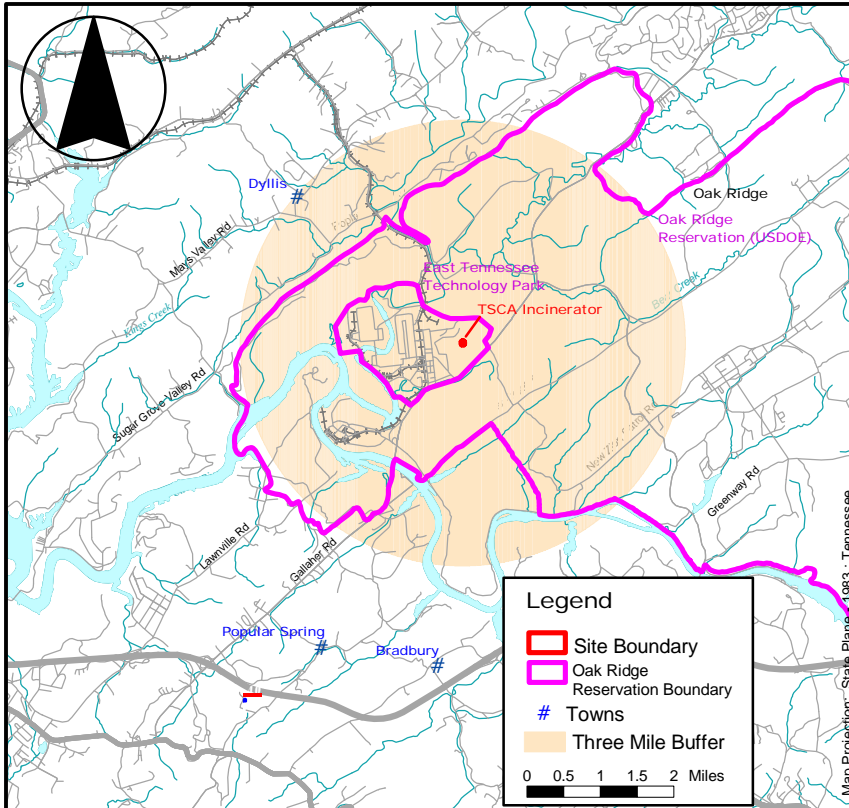 Dyllis
#
Mays Valley Rd
Kings Creek
Sugar Grove Valley Rd
Oak Ridge
Oak Ridge
Reservation (USDOE)
East Tennessee
Technology Park
TSCA Incinerator
Greenway Rd
Lawnville Rd
Gallaher Rd
Popular Spring
#
Bradbury
#
Legend
Site Boundary
Oak Ridge
Reservation Boundary
# Towns
Three Mile Buffer
0 0.5 1 1.5 2 Miles
Map Projection: State Plane, 1983 : Tennessee